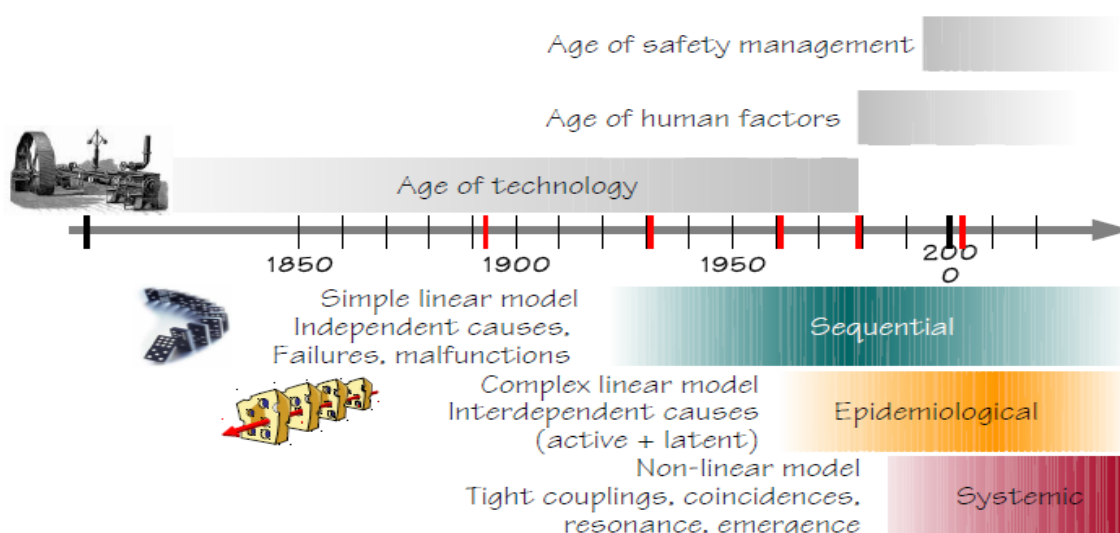 Age of safety management
Age of human factors
Age of technology
1850
1900
1950
200
0
Simple linear model
Independent causes,
Failures, malfunctions
Sequential
Complex linear model
Interdependent causes
(active + latent)
Epidemiological
Non-linear model
Tight couplings, coincidences,
resonance, emergence
Systemic